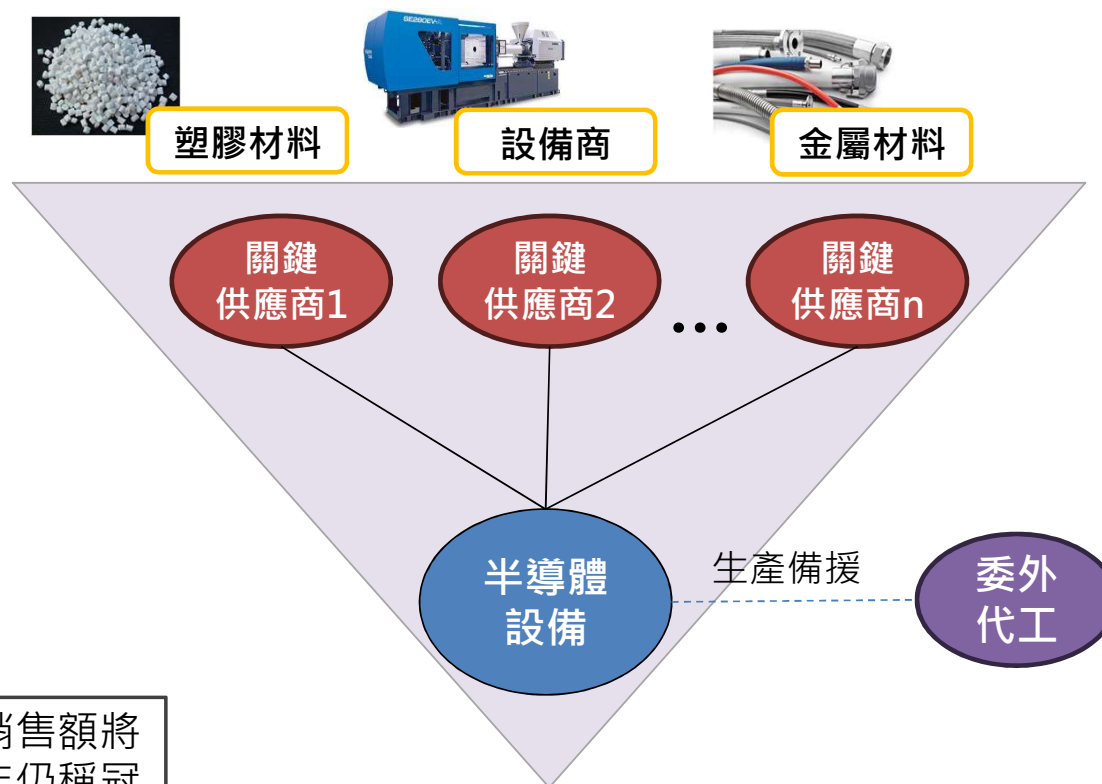 SE280EV-A
塑膠材料
設備商
金屬材料
關鍵
供應商1
關鍵
供應商2
...
關鍵
供應商n
半導體
設備
生產備援
委外
代工
銷售額將
仍稱冠